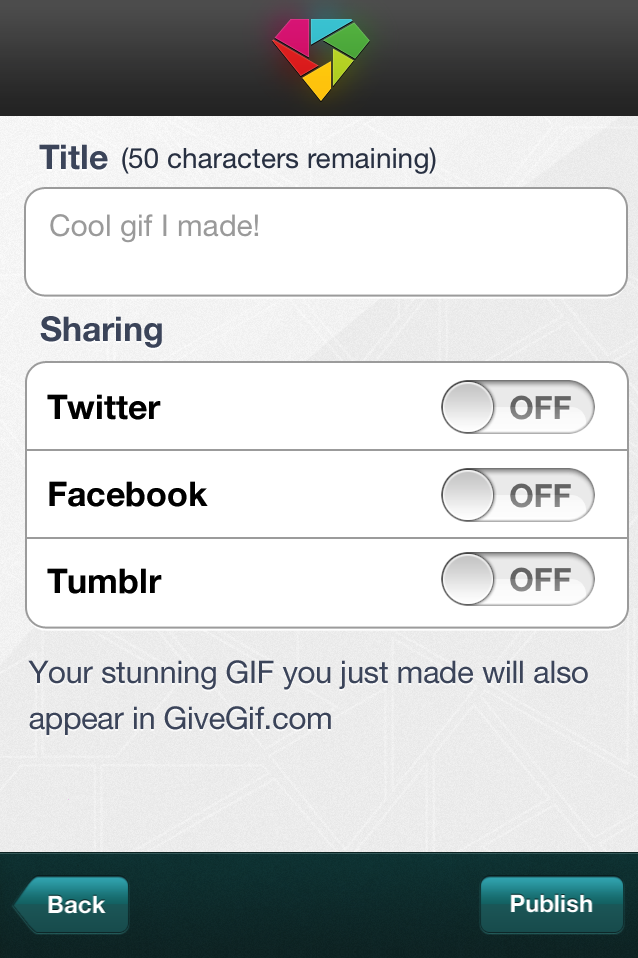 Title (50 characters remaining)
Cool gif I made!
Sharing
Twitter OFF
Facebook OFF
Tumblr OFF
Your stunning GIF you just made will also
appear in GiveGif.com
Back Publish